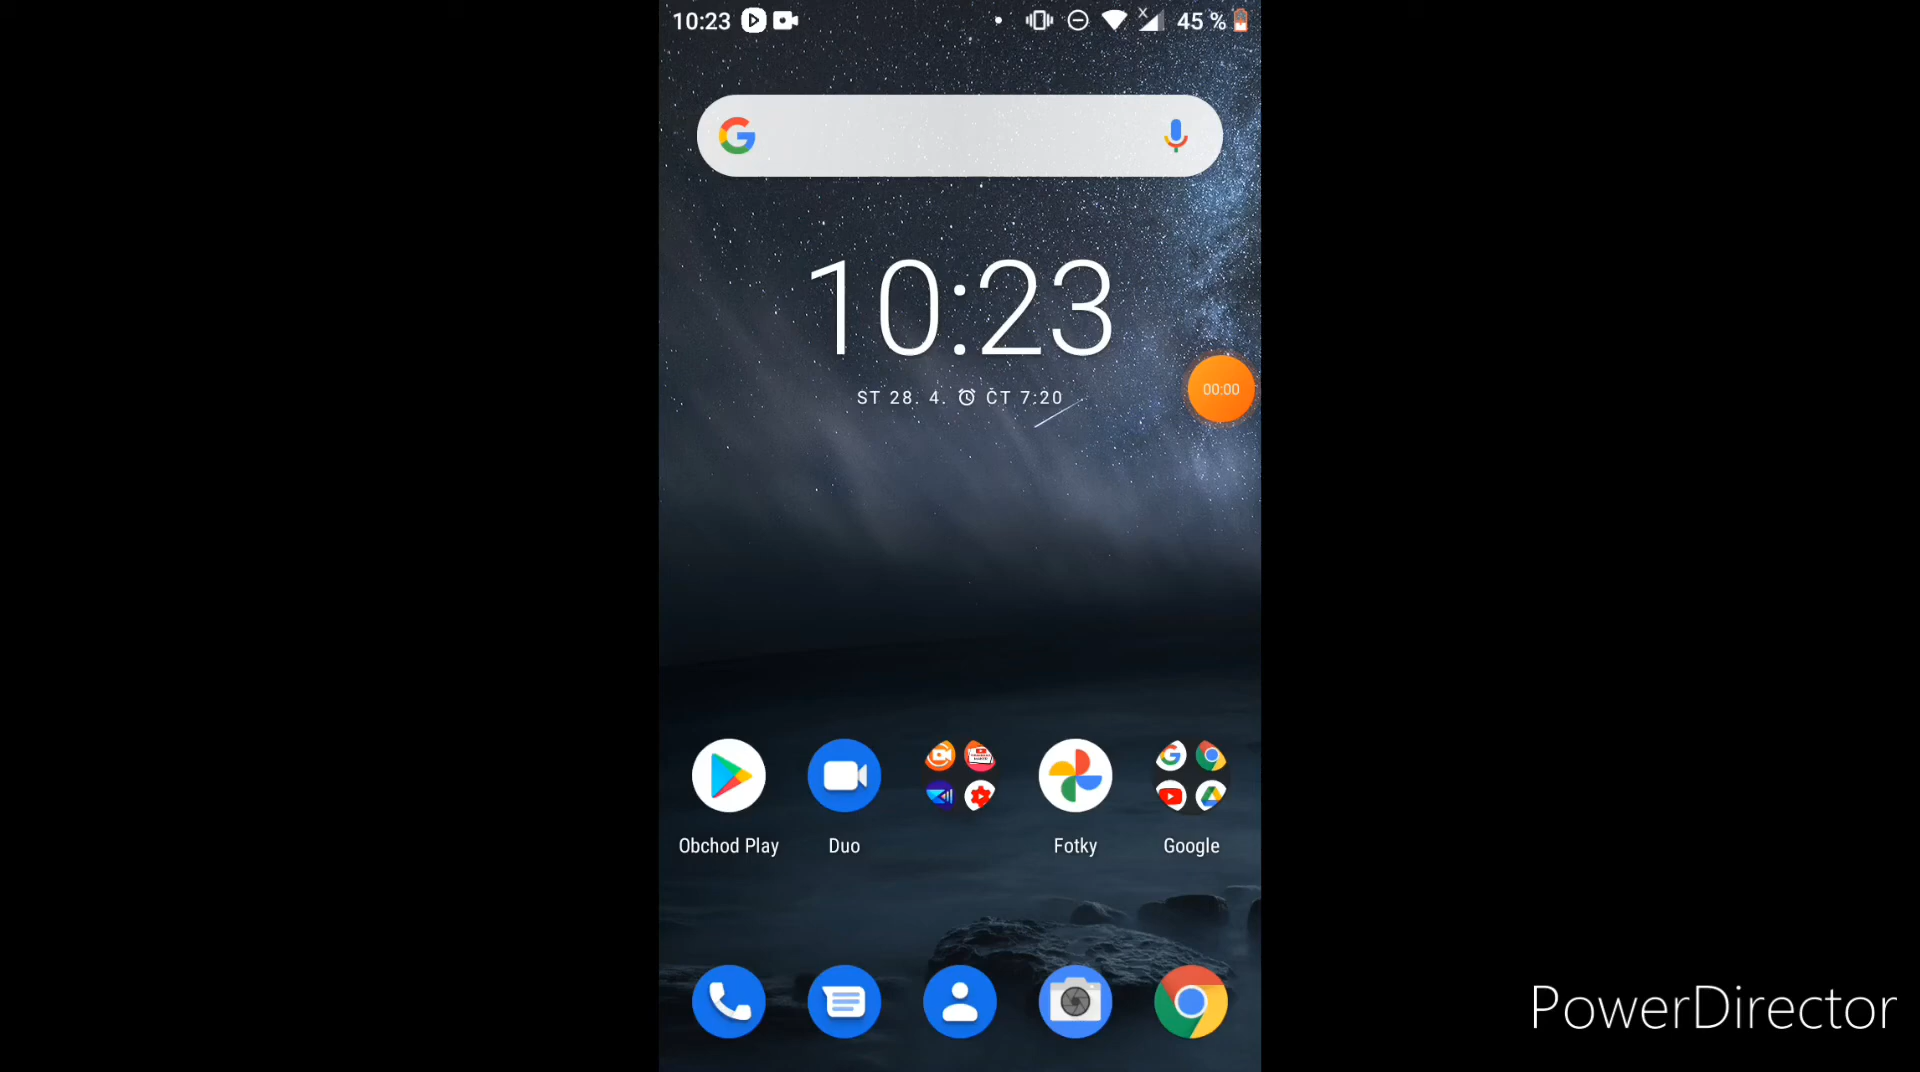 10:23 45 %
10:23
ST 28. 4. ČT 7:20
00:00
Obchod Play Duo Fotky Google
PowerDirector